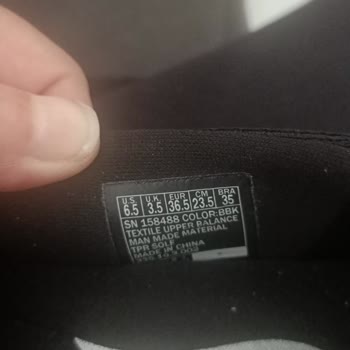 U.S. U.K. EUR CM BRA
6.5 3.5 36.5 23.5 35
SN 158488 COLOR:BBK
TEXTILE UPPER BALANCE
MAN MADE MATERIAL
TPR SOLE
MADE IN CHINA